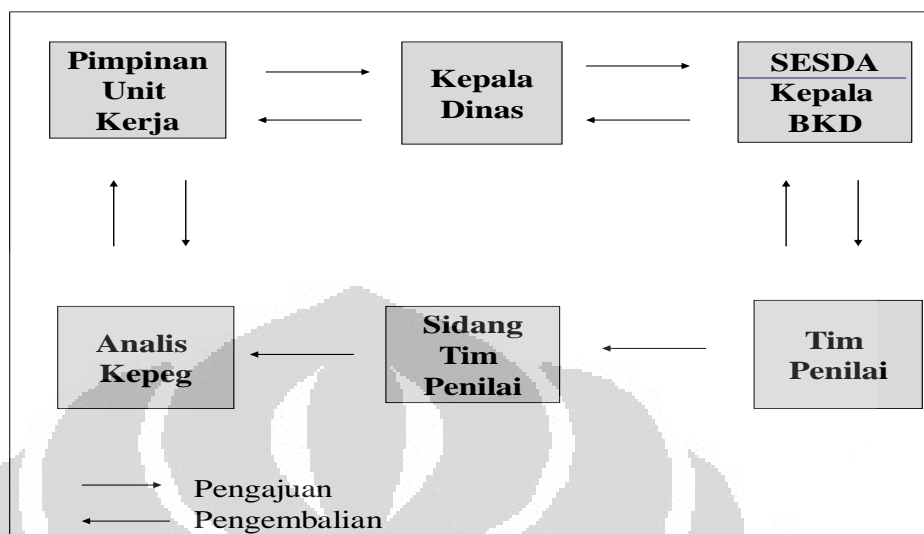 Pimpinan
Unit
Kerja
Kepala
Dinas
SESDA
Kepala
BKD
Analis
Kepeg
Sidang
Tim
Penilai
Tim
Penilai
Pengajuan
Pengembalian